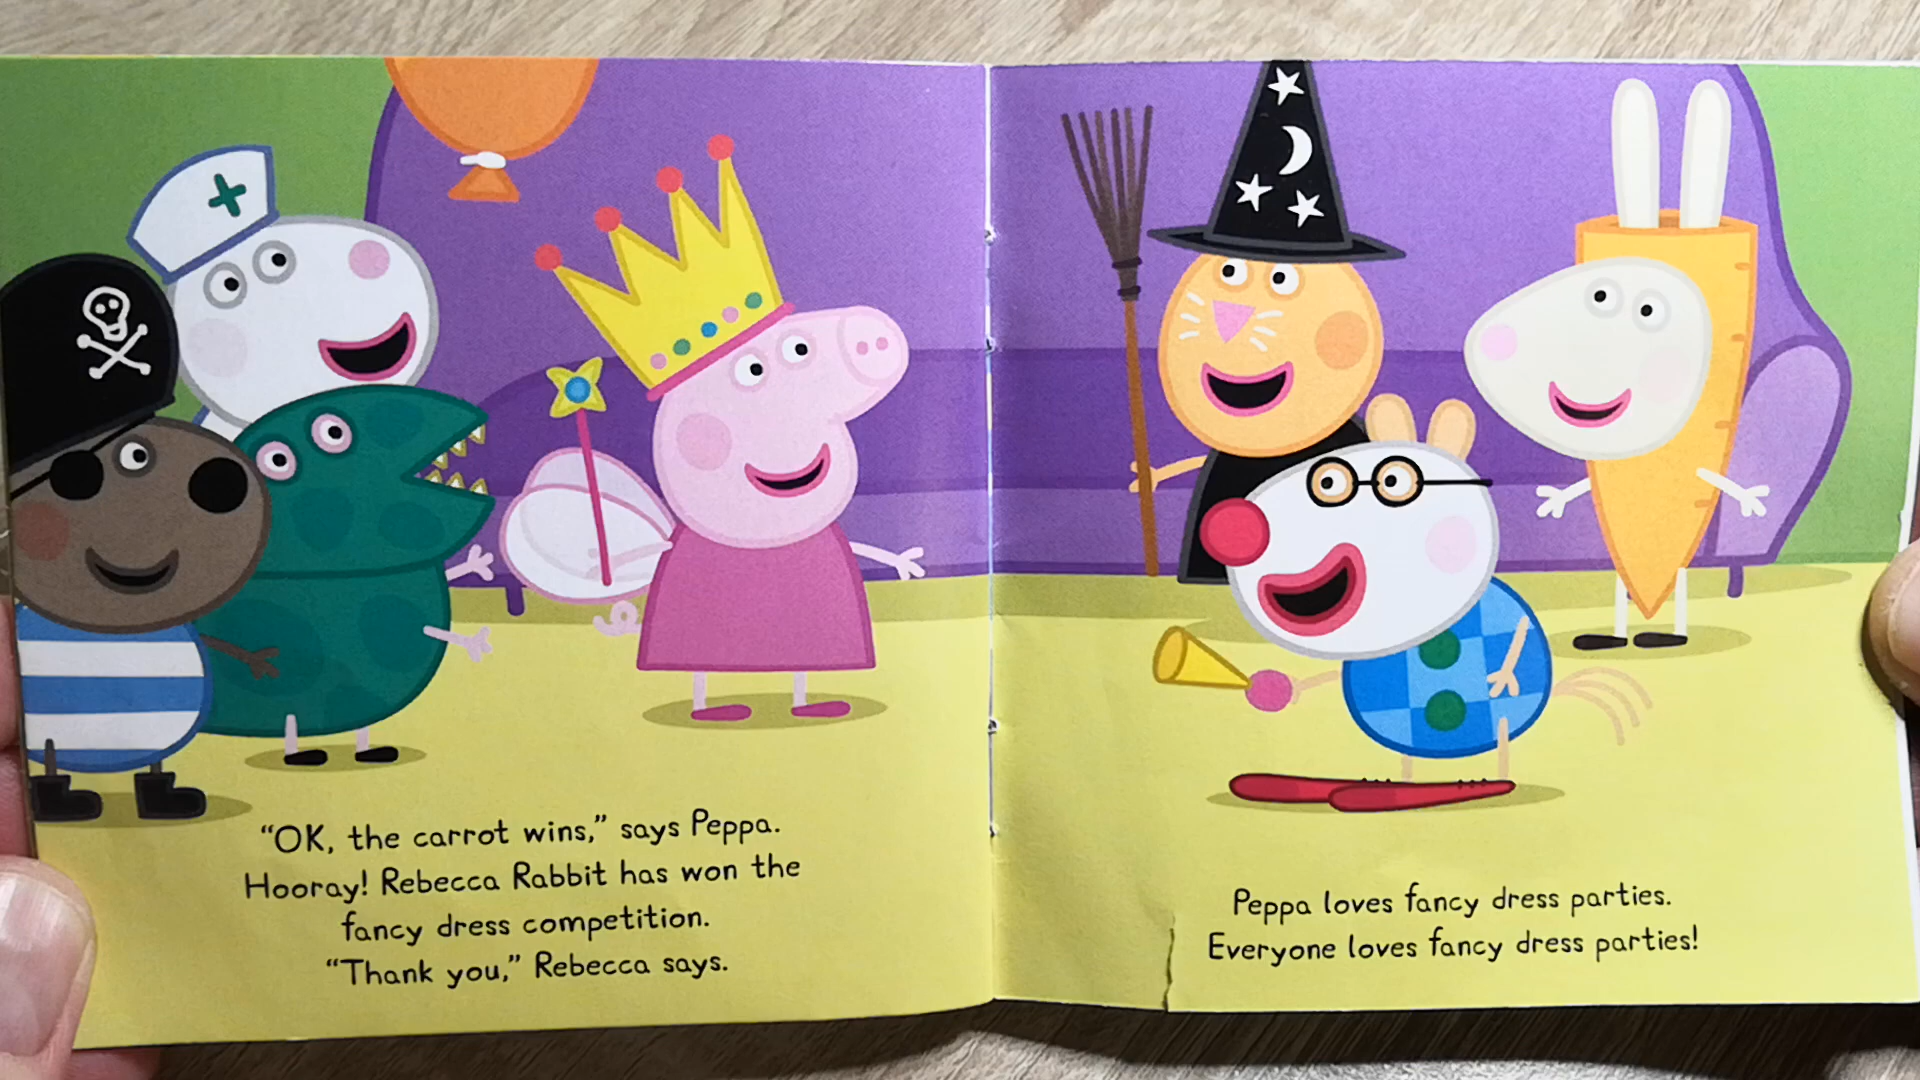 “OK, the carrot wins,” says Peppa.
Hooray! Rebecca Rabbit has won the
fancy dress competition.
“Thank you,” Rebecca says.
Peppa loves fancy dress parties.
Everyone loves fancy dress parties!